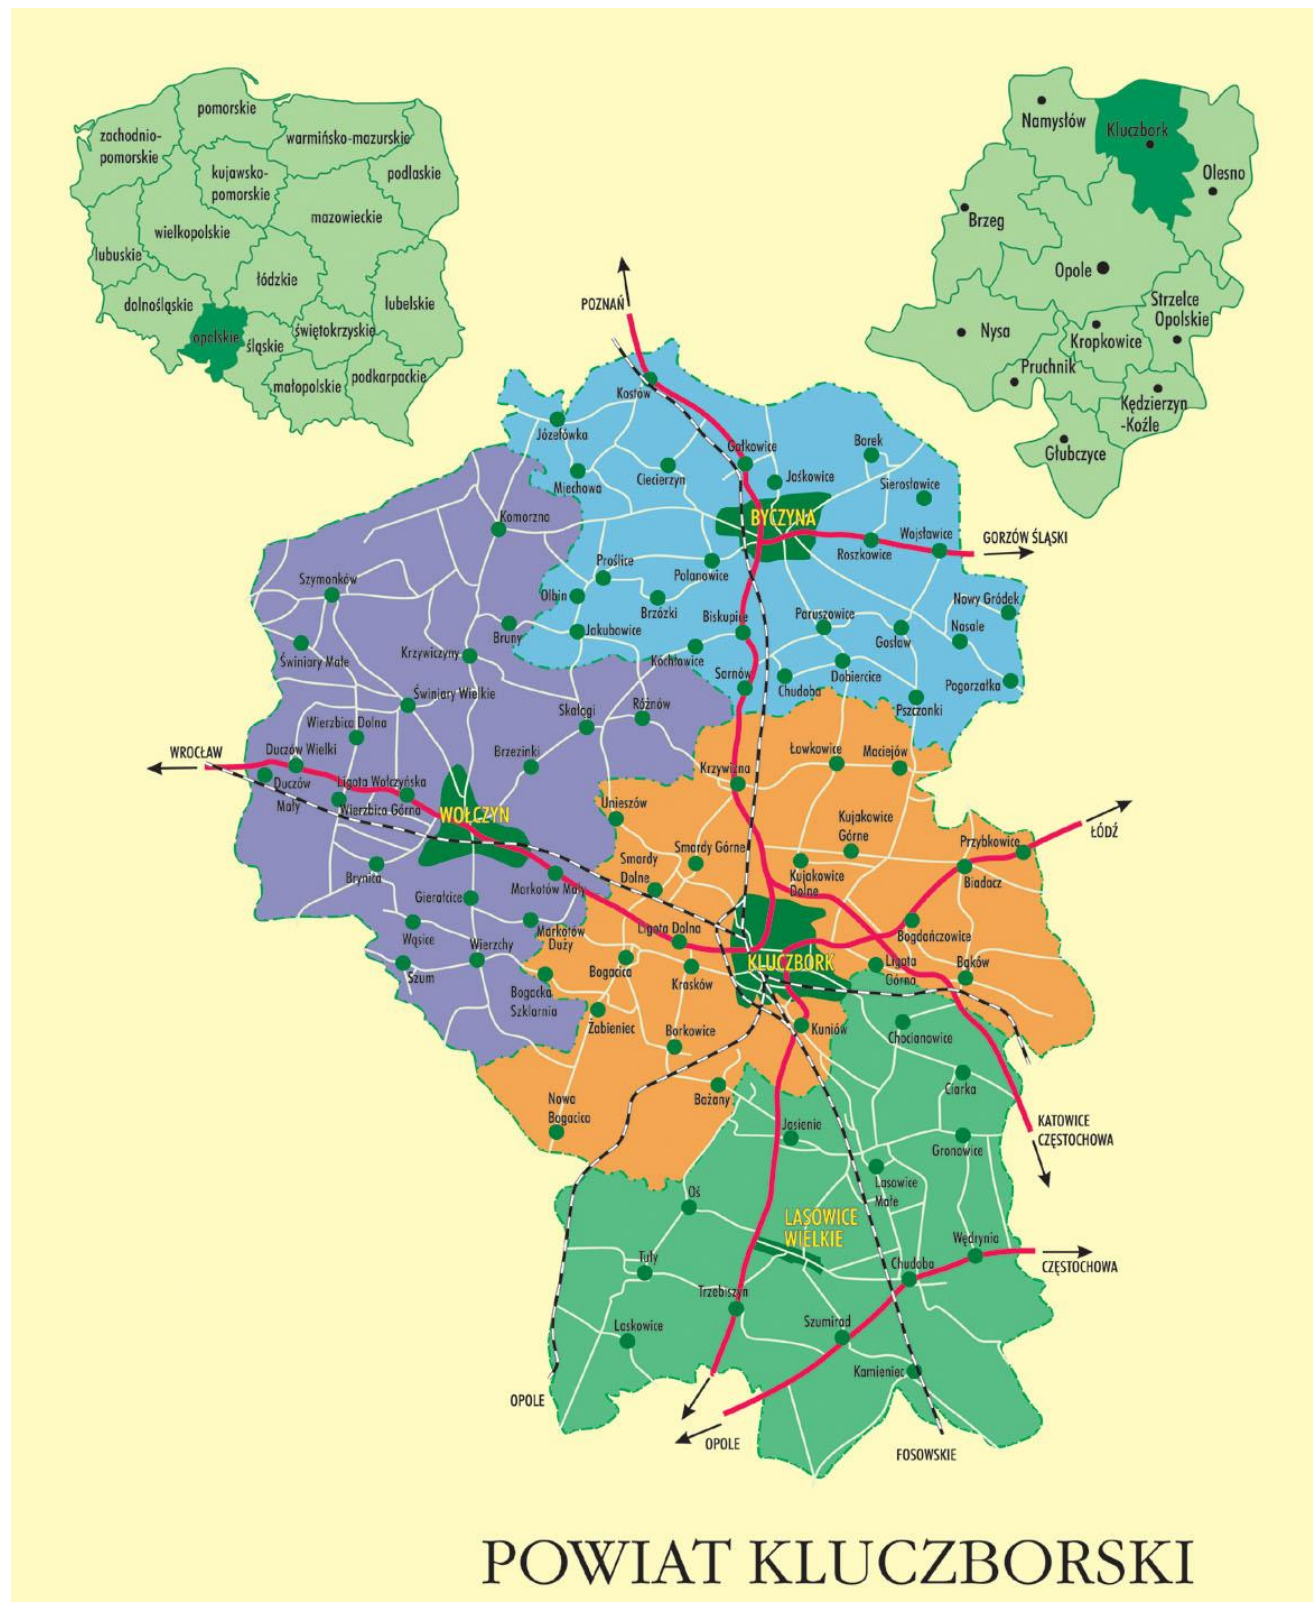 pomorskie
zachodnio-
pomorskie
warmińsko-mazurskie
kujawsko-
pomorskie
podlaskie
mazowieckie
wielkopolskie
lubuskie
łódzkie
dolnośląskie
lubelskie
opolskie
śląskie
świętokrzyskie
małopolskie
podkarpackie
Namysłów
Kluczbork
Olesno
Brzeg
Opole
Strzelce
Opolskie
Nysa
Kropkowice
Pruchnik
Kędzierzyn
-Koźle
Głubczyce
POZNAŃ
Kostów
Józefówka
Gałkowice
Borek
Miechowa
Ciecierzyn
Jaśkowice
Sierosławice
Komorzno
BYCZYNA
Roszkowice
Wojsławice
GORZÓW ŚLĄSKI
Proślice
Polanowice
Szymonków
Olbin
Brzózki
Biskupice
Paruszowice
Nowy Gródek
Bruny
Jakubowice
Gosław
Nasale
Świniary Małe
Krzywiczyny
Kochłowice
Sarnów
Chudoba
Dobiercice
Pogorzałka
Świniary Wielkie
Skałągi
Różnów
Pszczonki
Wierzbica Dolna
WROCŁAW
Duczów Wielki
Brzezinki
Łowkowice
Maciejów
Duczów
Mały
Ligota Wołczyńska
Krzywizna
Wierzbica Górna
WOŁCZYN
Unieszów
Kujakowice
Górne
ŁÓDŹ
Smardy Górne
Przybkowice
Smardy
Dolne
Kujakowice
Dolne
Biadacz
Brynica
Gierałcice
Markotów Mały
Wąsice
Wierzchy
Markotów
Duży
Ligota Dolna
Bogdańczowice
KLUCZBORK
Szum
Bogacica
Krasków
Ligota
Górna
Bąków
Bogacka
Szklarnia
Żabieniec
Borkowice
Kuniów
Chocianowice
Bażany
Ciarka
Nowa
Bogacica
Jasienie
Gronowice
KATOWICE
CZĘSTOCHOWA
Lasowice
Małe
Oś
LASOWICE
WIELKIE
Wędrynia
Tuły
Chudoba
CZĘSTOCHOWA
Trzebiszyn
Laskowice
Szumirad
Kamieniec
OPOLE
OPOLE
FOSOWSKIE
POWIAT KLUCZBORSKI